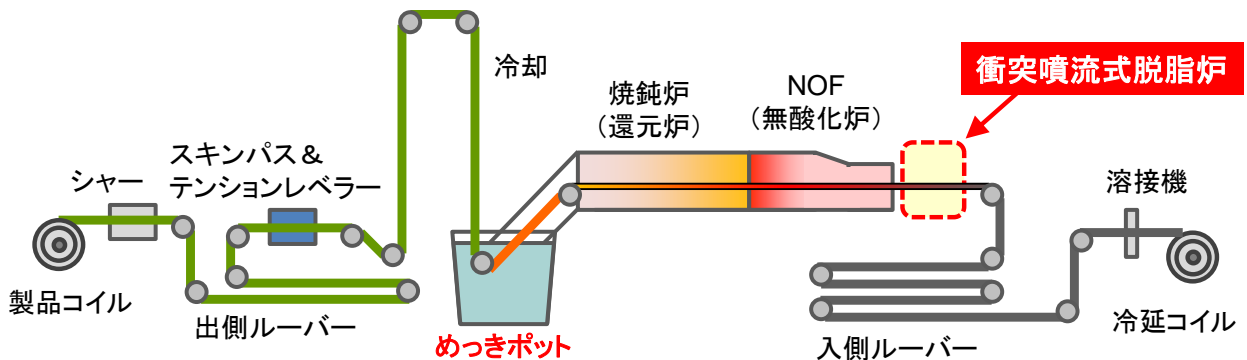 冷却
焼鈍炉
（還元炉）
NOF
（無酸化炉）
衝突噴流式脱脂炉
シャー
スキンパス＆
テンションレベラー
溶接機
製品コイル
出側ルーパー
めっきポット
入側ルーパー
冷延コイル